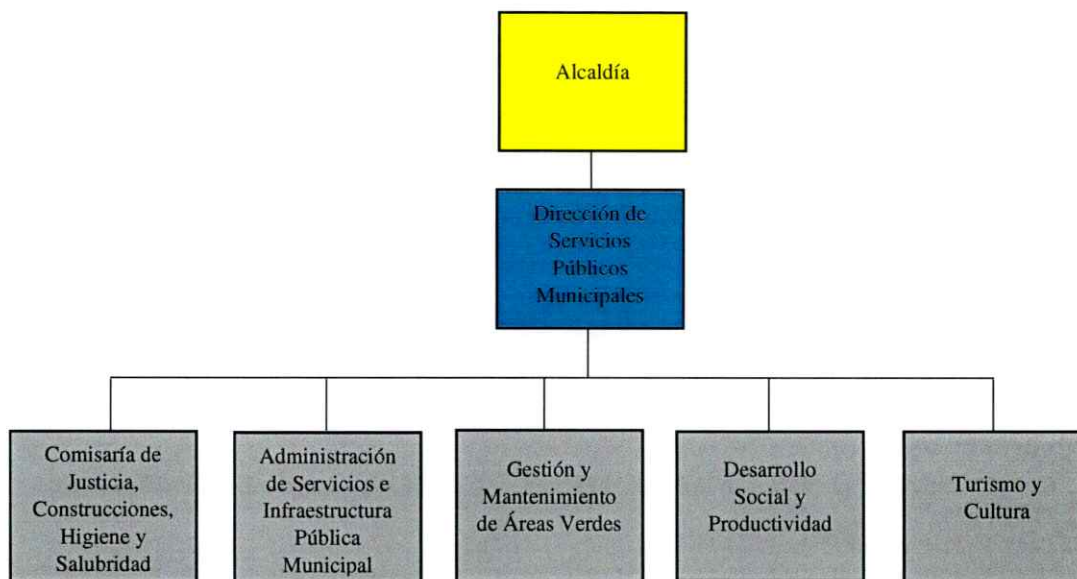 Alcaldía
Dirección de
Servicios
Públicos
Municipales
Comisaría de
Justicia,
Construcciones,
Higiene y
Salubridad
Administración
de Servicios e
Infraestructura
Pública
Municipal
Gestión y
Mantenimiento
de Áreas Verdes
Desarrollo
Social y
Productividad
Turismo y
Cultura